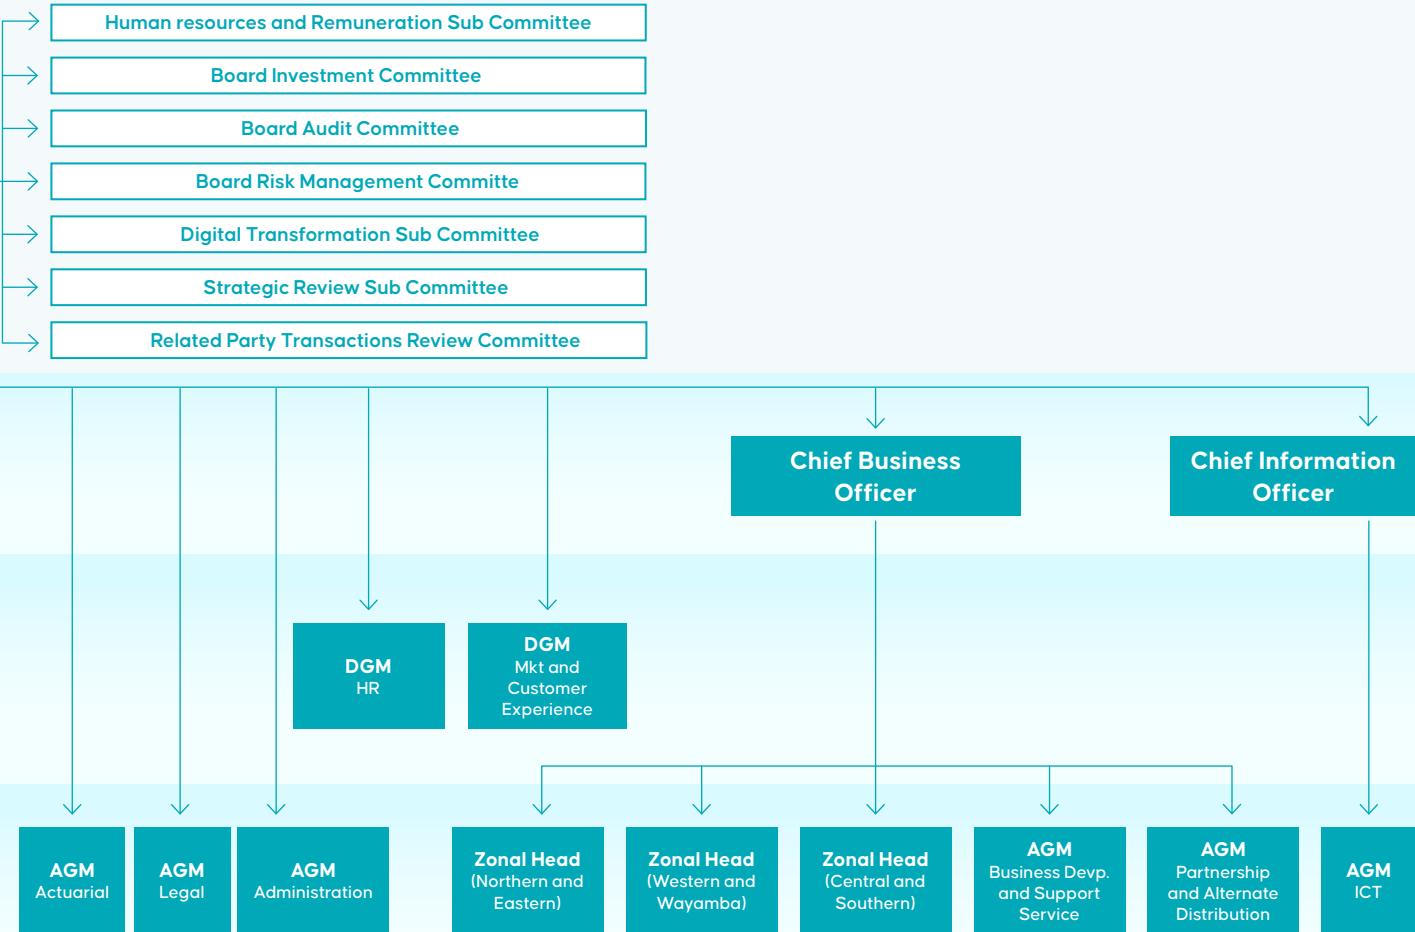 Human resources and Remuneration Sub Committee
Board Investment Committee
Board Audit Committee
Board Risk Management Committe
Digital Transformation Sub Committee
Strategic Review Sub Committee
Related Party Transactions Review Committee
Chief Business
Officer
Chief Information
Officer
DGM
HR
DGM
Mkt and
Customer
Experience
AGM
Actuarial
AGM
Legal
AGM
Administration
Zonal Head
(Northern and
Eastern)
Zonal Head
(Western and
Wayamba)
Zonal Head
(Central and
Southern)
AGM
Business Devp.
and Support
Service
AGM
Partnership
and Alternate
Distribution
AGM
ICT